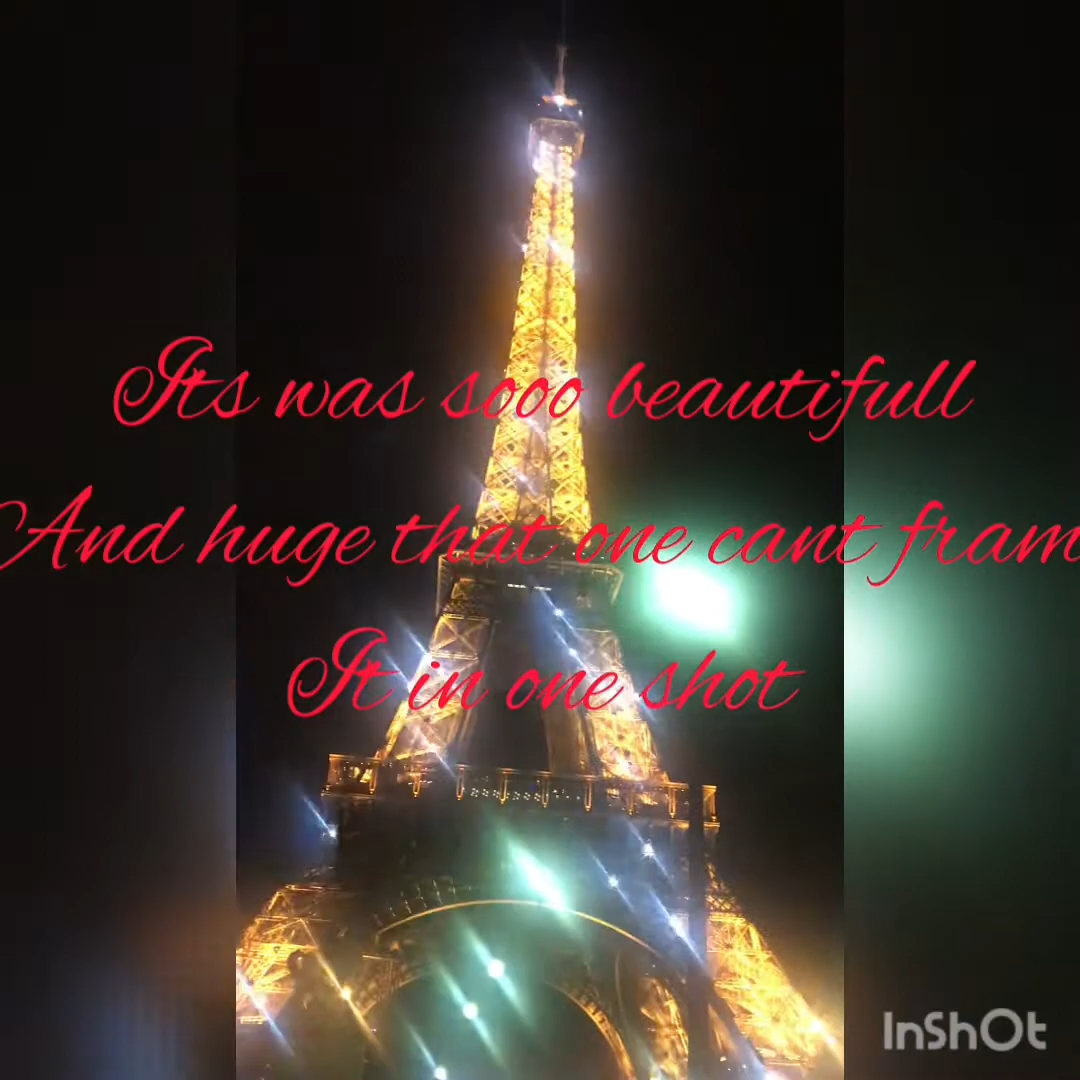 Its was sooo beautifull
And huge that one cant fram
It in one shot
InShOt